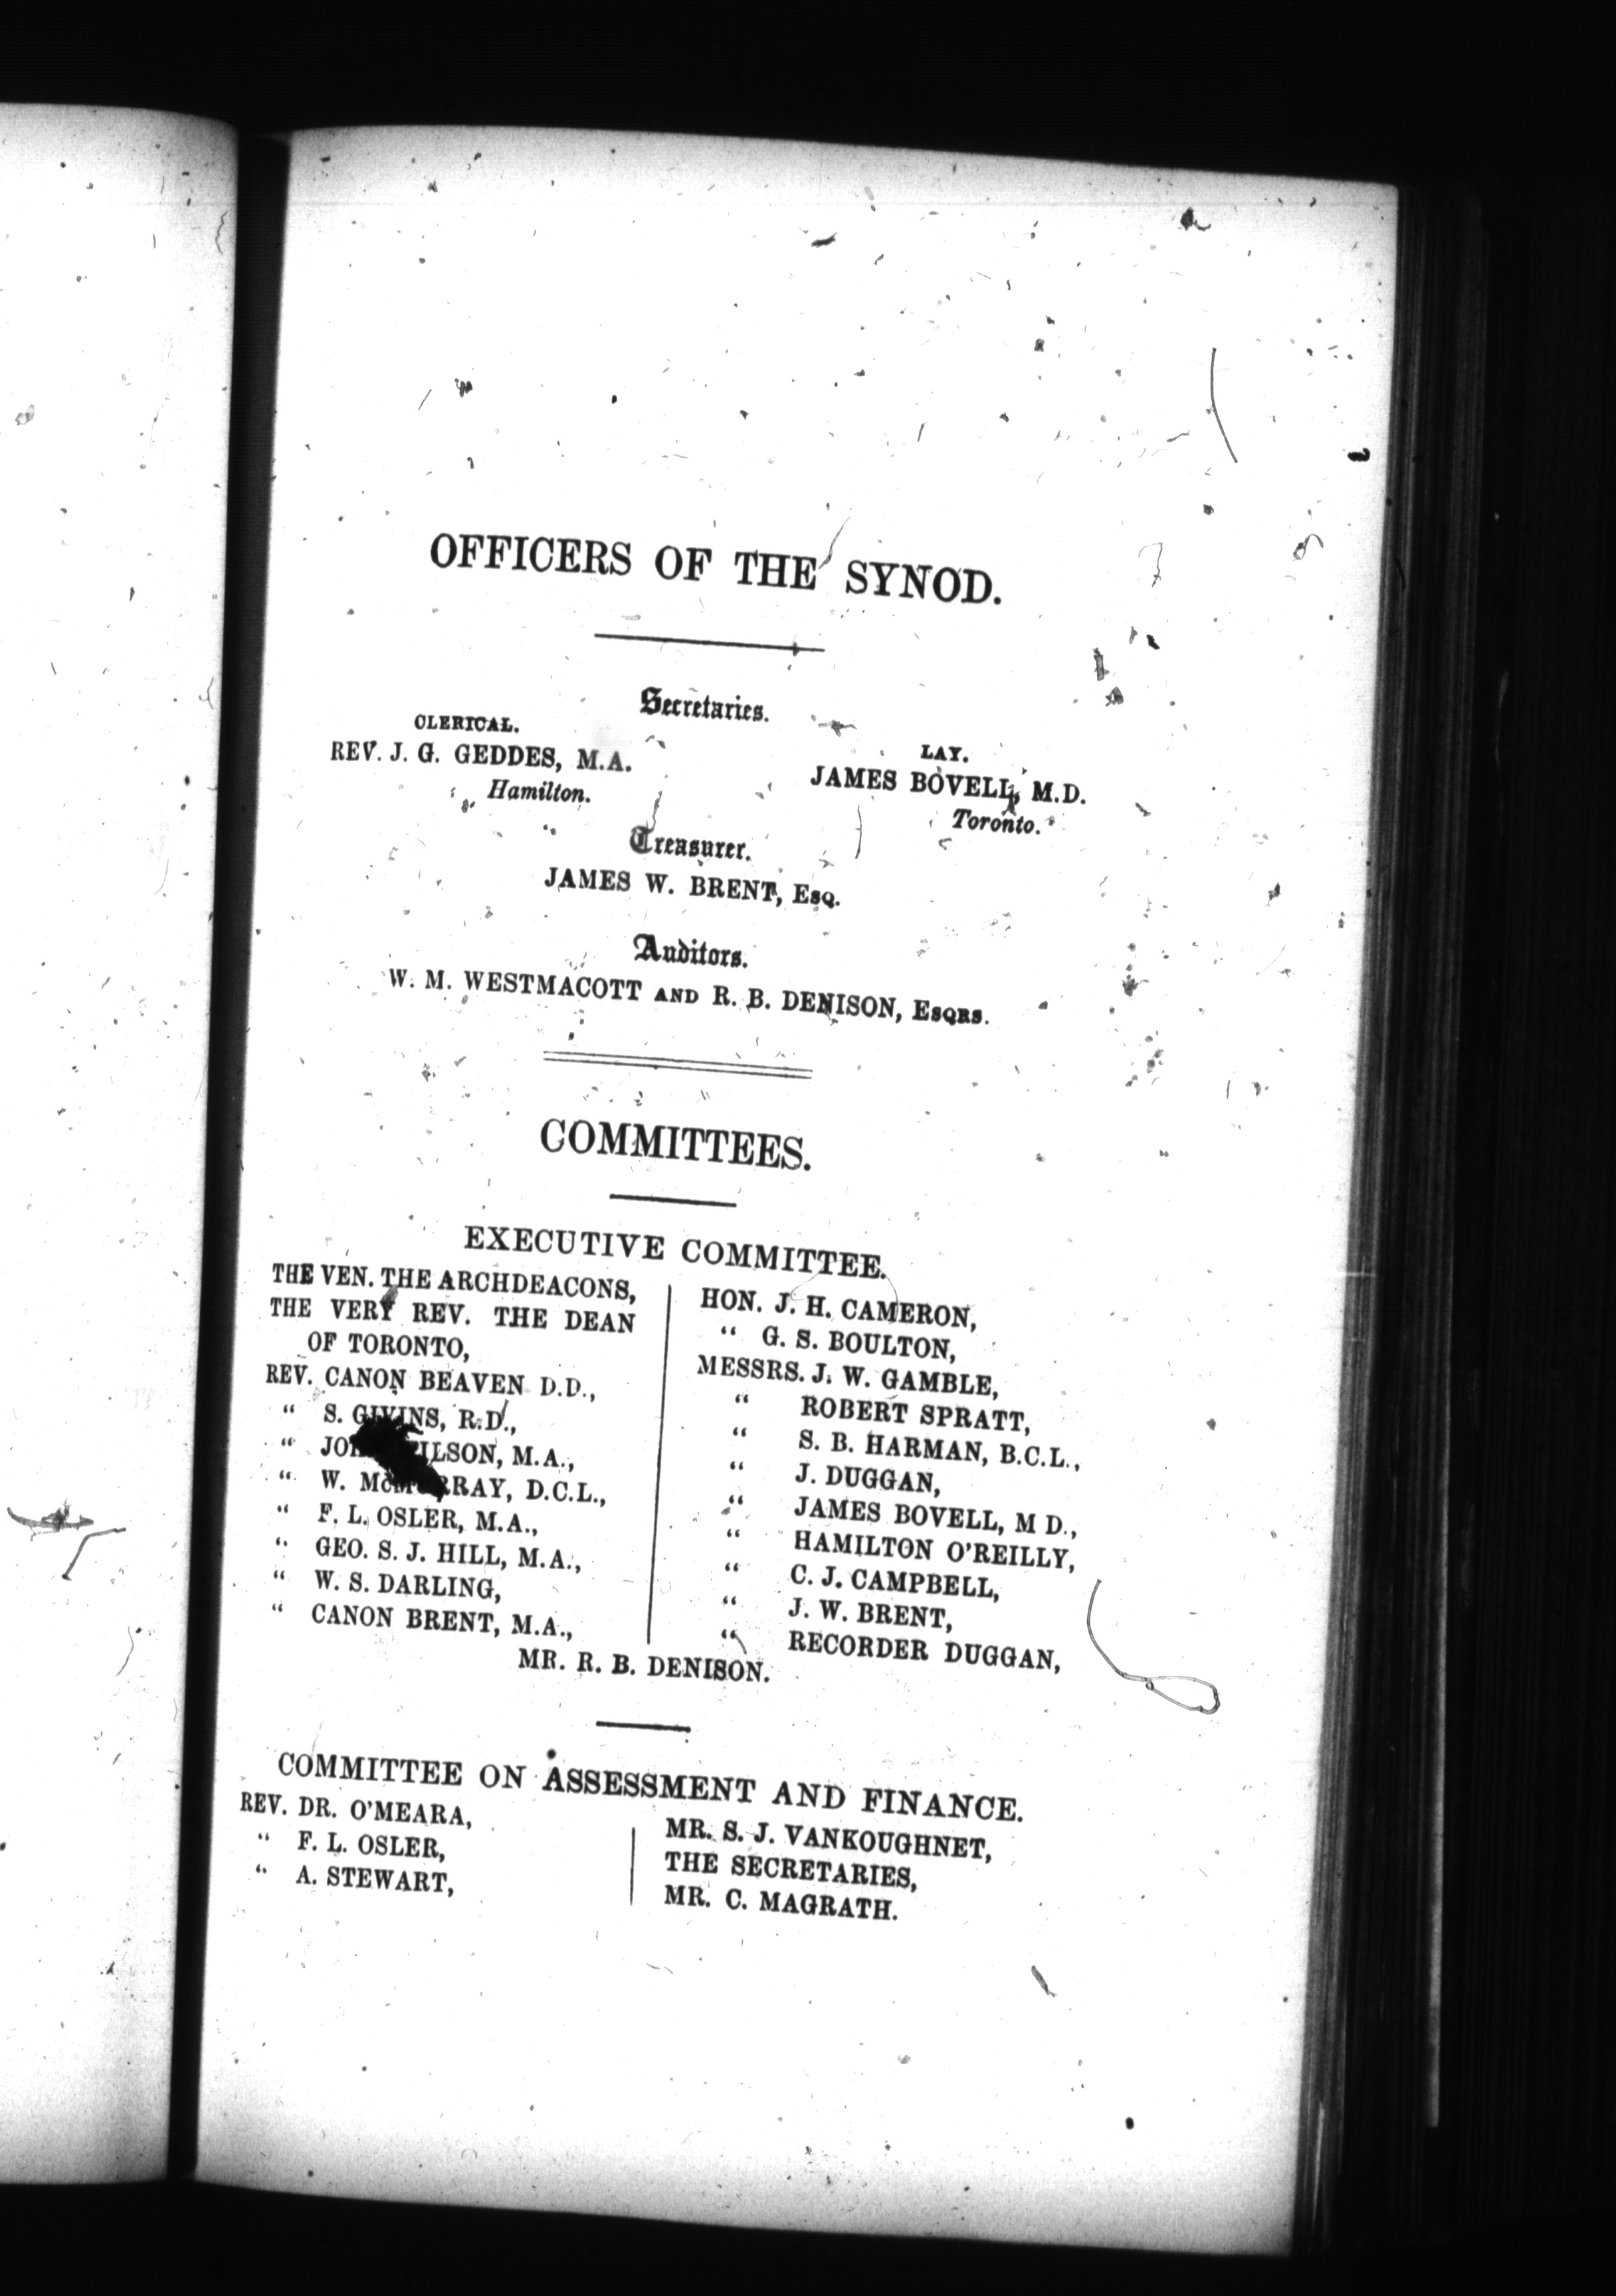 OFFICERS OF THE SYNOD.
Secretaries.
CLERICAL.
REV. J. G. GEDDES, M.A.
Hamilton.
LAY.
JAMES BOVELL, M.D.
Toronto.
Treasurer.
JAMES W. BRENT, ESQ.
Auditors.
W. M. WESTMACOTT AND R. B. DENISON, ESQRS.
COMMITTEES.
EXECUTIVE COMMITTEE.
THE VEN. THE ARCHDEACONS,
THE VERY REV. THE DEAN
OF TORONTO,
REV. CANON BEAVEN D.D.,
“ S. GIVINS, R.D.,
“ M.A.,
“ W. D.C.L.,
“ F. L. OSLER, M.A.,
“ GEO. S. J. HILL, M.A.,
“ W. S. DARLING,
“ CANON BRENT, M.A.,
HON. J. H. CAMERON,
“ G. S. BOULTON,
MESSRS. J. W. GAMBLE,
“ ROBERT SPRATT,
“ S. B. HARMAN, B.C.L.,
“ J. DUGGAN,
“ JAMES BOVELL, M D.,
“ HAMILTON O'REILLY,
“ C. J. CAMPBELL,
“ J. W. BRENT,
“ RECORDER DUGGAN,
MR. R. B. DENISON.
COMMITTEE ON ASSESSMENT AND FINANCE.
REV. DR. O'MEARA,
“ F. L. OSLER,
“ A. STEWART,
MR. S. J. VANKOUGHNET,
THE SECRETARIES,
MR. C. MAGRATH.